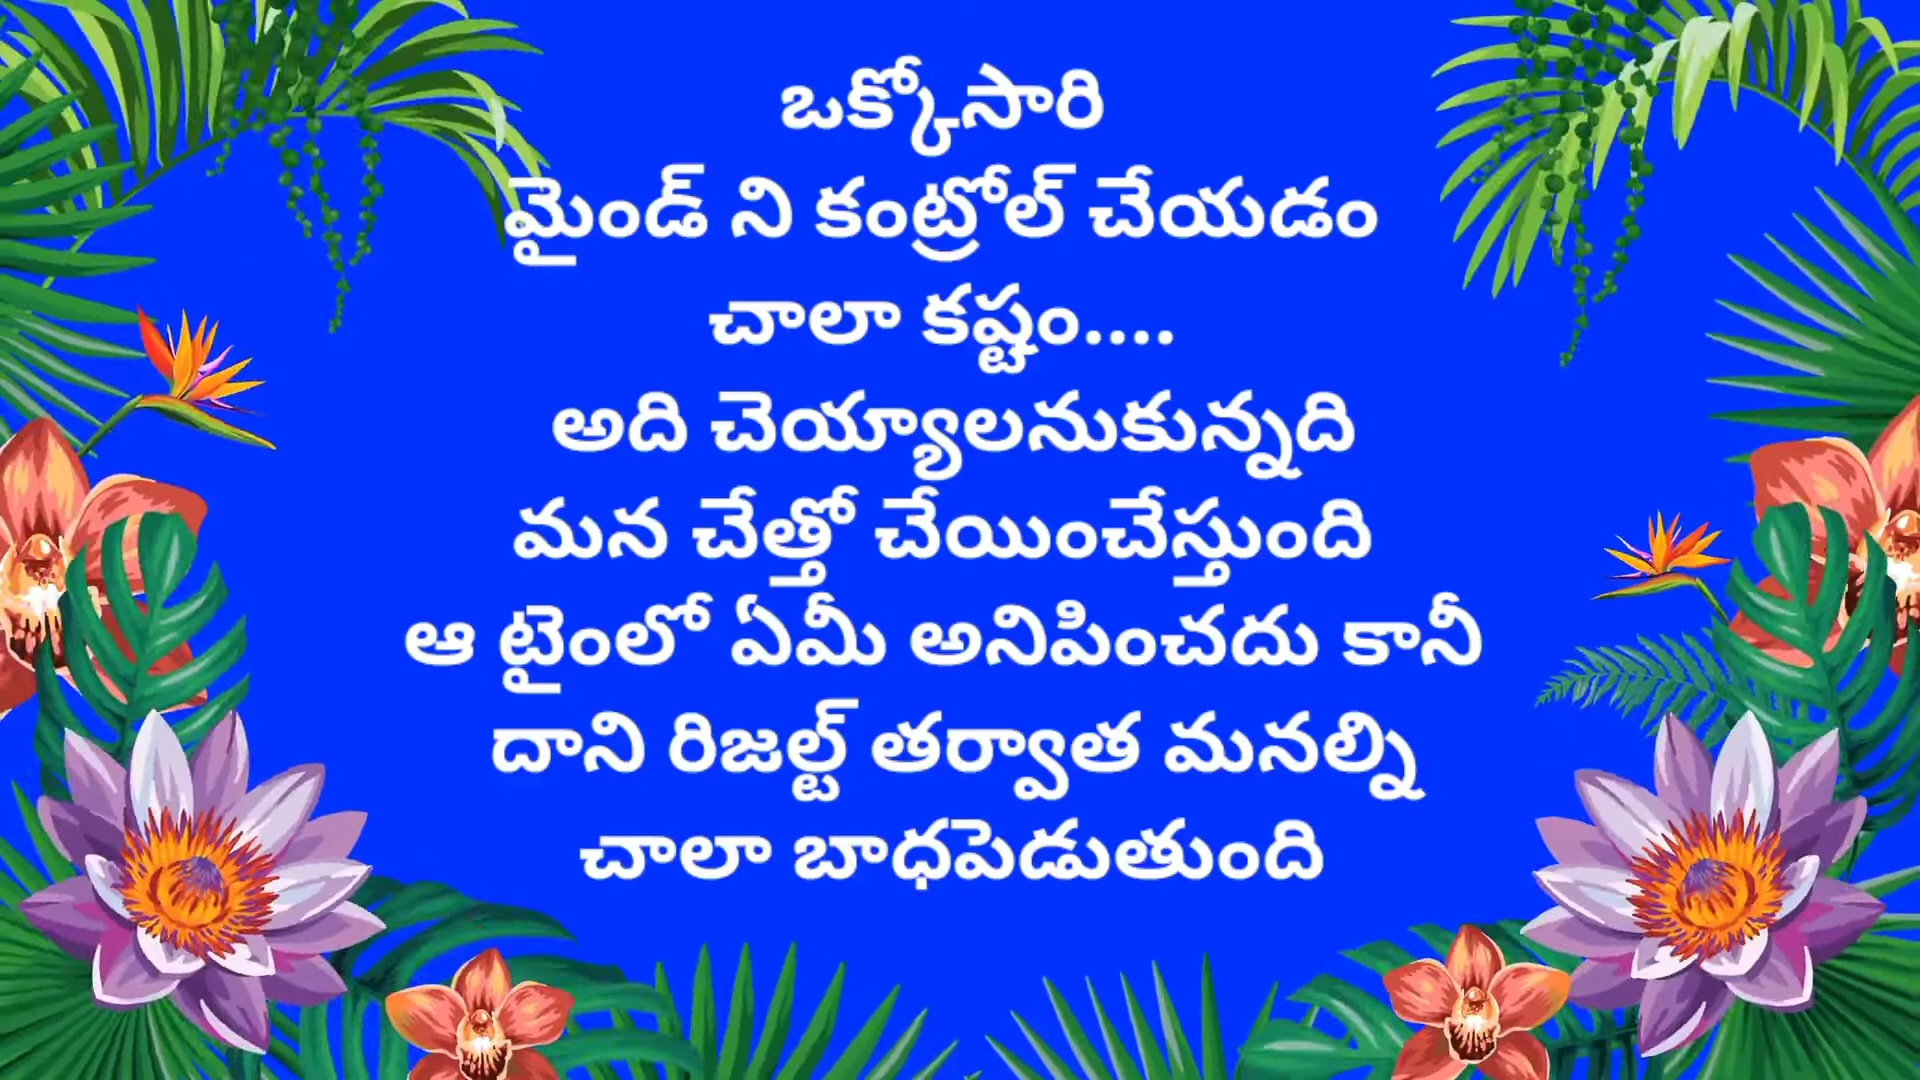 ఒక్కోసారి
మైండ్ ని కంట్రోల్ చేయడం
చాలా కష్టం....
అది చెయ్యాలనుకున్నది
మన చేత్తో చేయించేస్తుంది
ఆ టైంలో ఏమీ అనిపించదు కానీ
దాని రిజల్ట్ తర్వాత మనల్ని
చాలా బాధపెడుతుంది